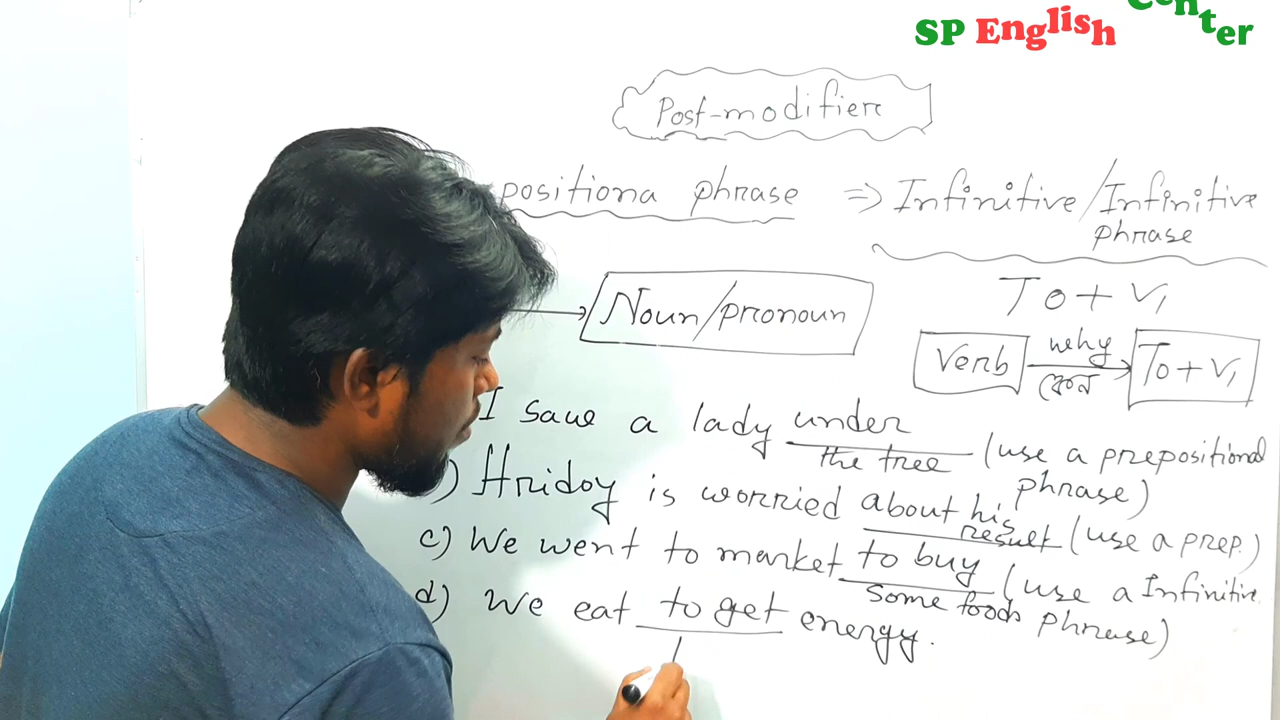 SP English Center
Post-modifier
positiona phrase => Infinitive/Infinitive
phrase
To + V1
Noun/pronoun
Verb why কেন To + V1
I saw a lady under
the tree (use a prepositional
phrase)
) Hridoy is worried about his
result (use a prep.)
c) We went to market to buy
some foods (use a Infinitive
phrase)
d) We eat to get energy.